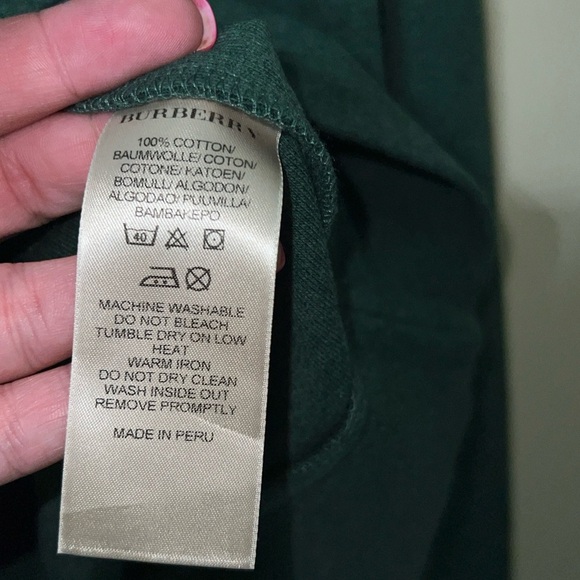 BURBERRY
100% COTTON/
BAUMWOLLE/COTON/
COTONE/KATOEN/
BOMULL/ALGODON/
ALGODAO/PUUVILLA/
BAMBAKEPO
40
MACHINE WASHABLE
DO NOT BLEACH
TUMBLE DRY ON LOW
HEAT
WARM IRON
DO NOT DRY CLEAN
WASH INSIDE OUT
REMOVE PROMPTLY
MADE IN PERU